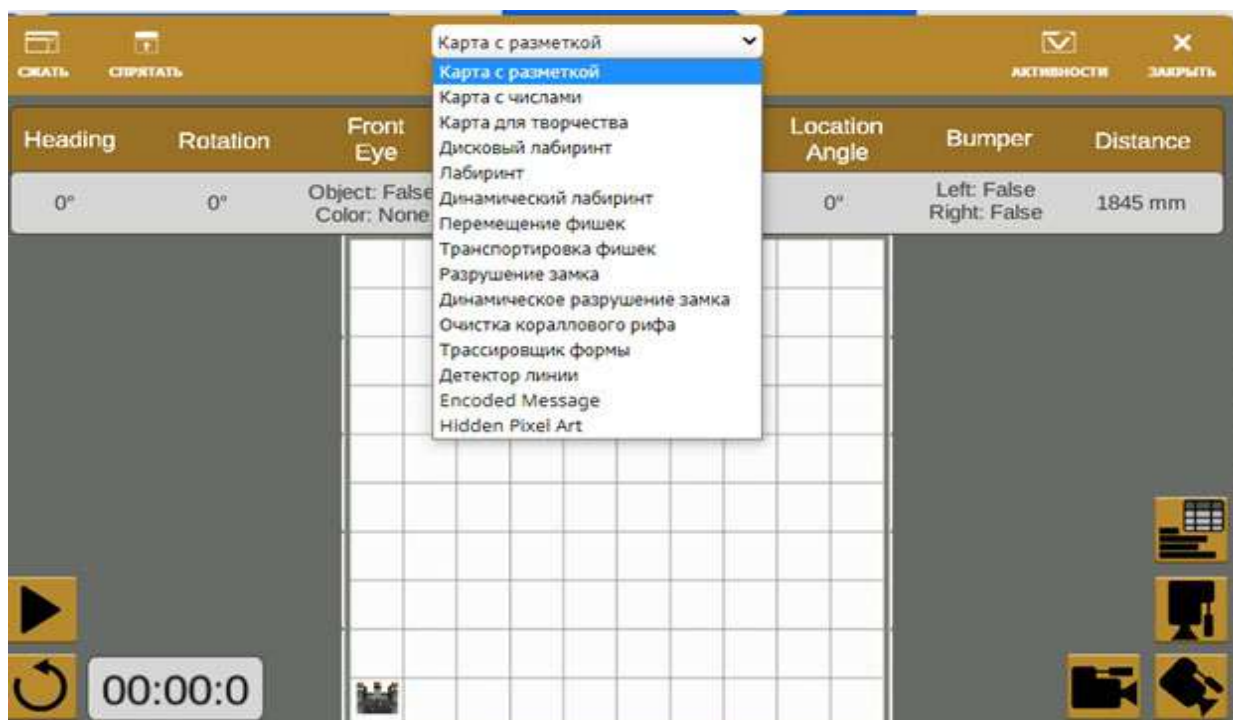 СЖАТЬ
СПРЯТАТЬ
Карта с разметкой
АКТИВНОСТИ
ЗАКРЫТЬ
Карта с разметкой
Карта с числами
Карта для творчества
Дисковый лабиринт
Лабиринт
Динамический лабиринт
Перемещение фишек
Транспортировка фишек
Разрушение замка
Динамическое разрушение замка
Очистка кораллового рифа
Трассировщик формы
Детектор линии
Encoded Message
Hidden Pixel Art
Heading
Rotation
Front
Eye
Location
Angle
Bumper
Distance
0°
0°
Object: False
Color: None
0°
Left: False
Right: False
1845 mm
00:00:0